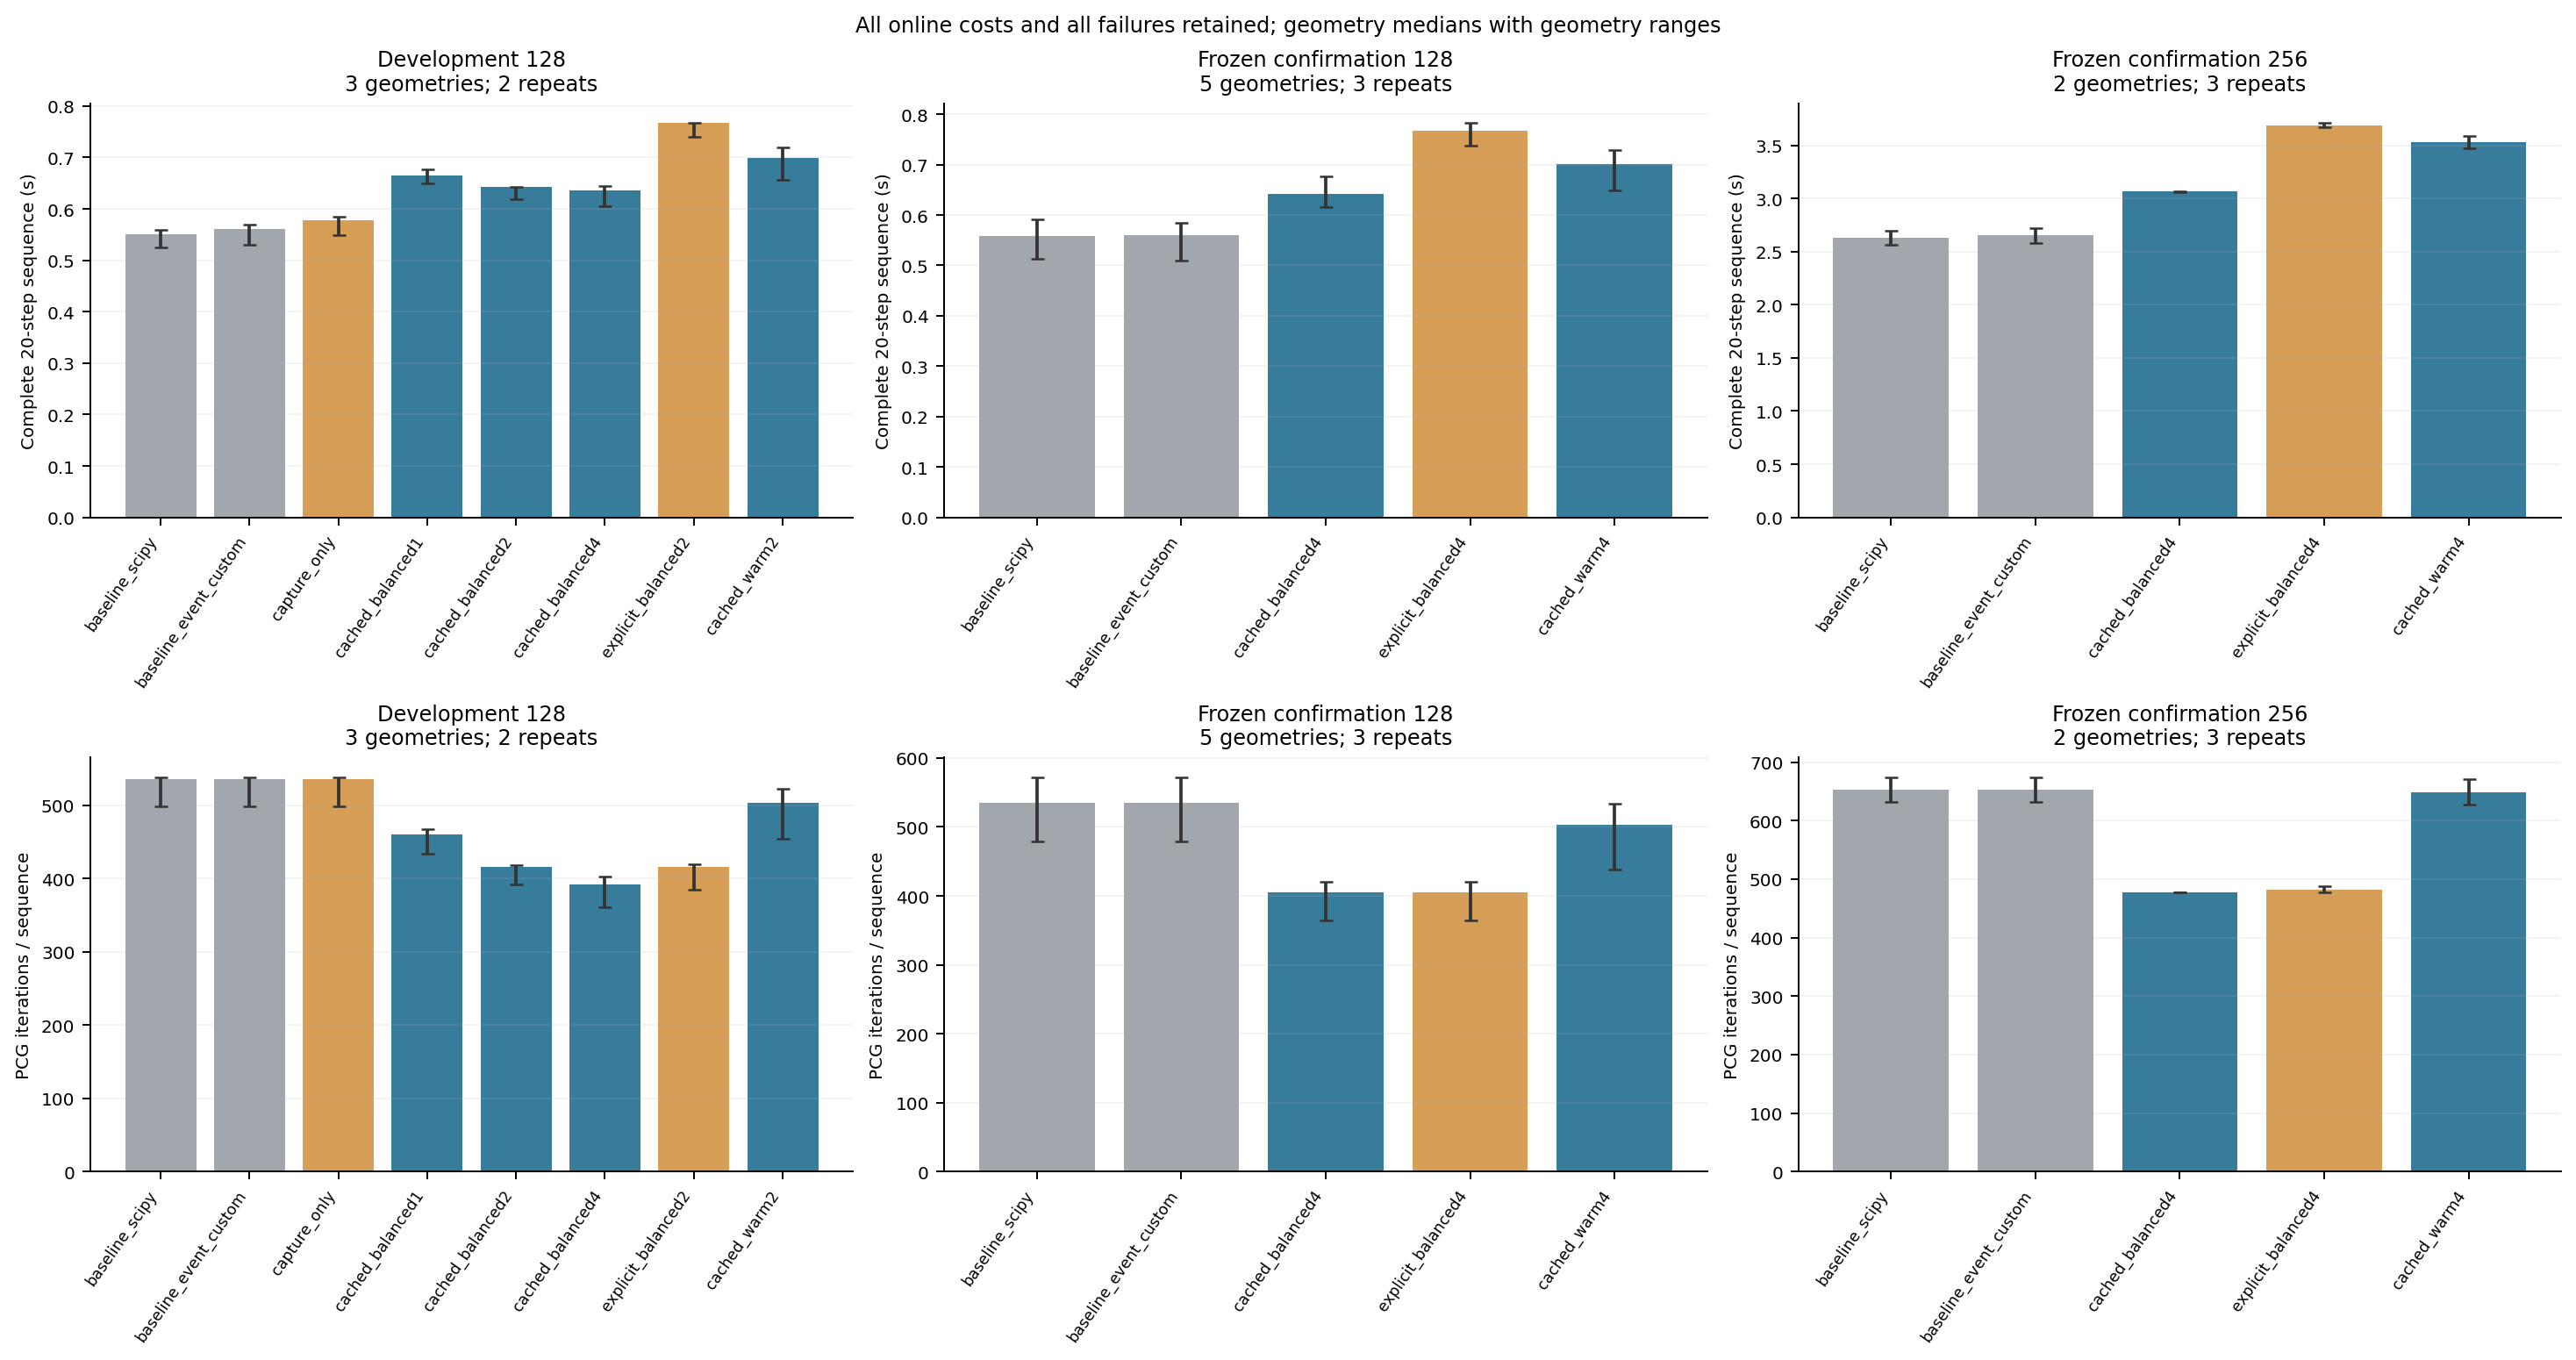 All online costs and all failures retained; geometry medians with geometry ranges
Development 128
3 geometries; 2 repeats
Complete 20-step sequence (s)
0.8
0.7
0.6
0.5
0.4
0.3
0.2
0.1
0.0
baseline_scipy
baseline_event_custom
capture_only
cached_balanced1
cached_balanced2
cached_balanced4
explicit_balanced2
cached_warm2
Frozen confirmation 128
5 geometries; 3 repeats
Complete 20-step sequence (s)
0.8
0.7
0.6
0.5
0.4
0.3
0.2
0.1
0.0
baseline_scipy
baseline_event_custom
cached_balanced4
explicit_balanced4
cached_warm4
Frozen confirmation 256
2 geometries; 3 repeats
Complete 20-step sequence (s)
3.5
3.0
2.5
2.0
1.5
1.0
0.5
0.0
baseline_scipy
baseline_event_custom
cached_balanced4
explicit_balanced4
cached_warm4
Development 128
3 geometries; 2 repeats
PCG iterations / sequence
500
400
300
200
100
0
baseline_scipy
baseline_event_custom
capture_only
cached_balanced1
cached_balanced2
cached_balanced4
explicit_balanced2
cached_warm2
Frozen confirmation 128
5 geometries; 3 repeats
PCG iterations / sequence
600
500
400
300
200
100
0
baseline_scipy
baseline_event_custom
cached_balanced4
explicit_balanced4
cached_warm4
Frozen confirmation 256
2 geometries; 3 repeats
PCG iterations / sequence
700
600
500
400
300
200
100
0
baseline_scipy
baseline_event_custom
cached_balanced4
explicit_balanced4
cached_warm4